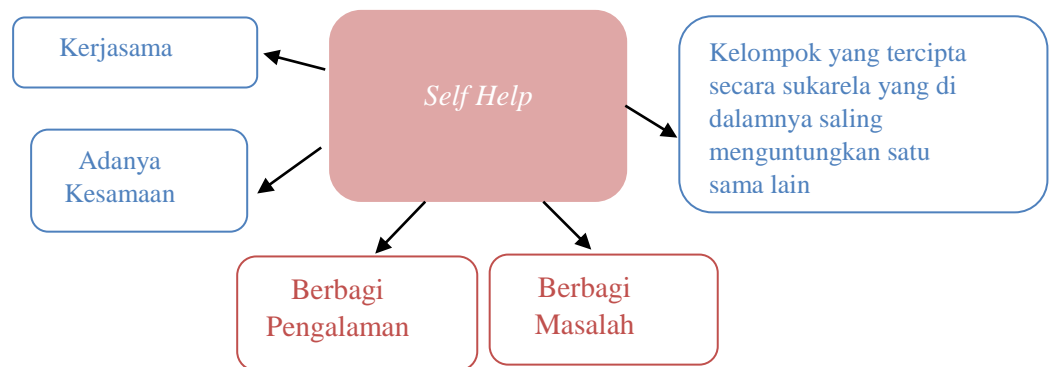 Kerjasama
Self Help
Kelompok yang tercipta
secara sukarela yang di
dalamnya saling
menguntungkan satu
sama lain
Adanya
Kesamaan
Berbagi
Pengalaman
Berbagi
Masalah